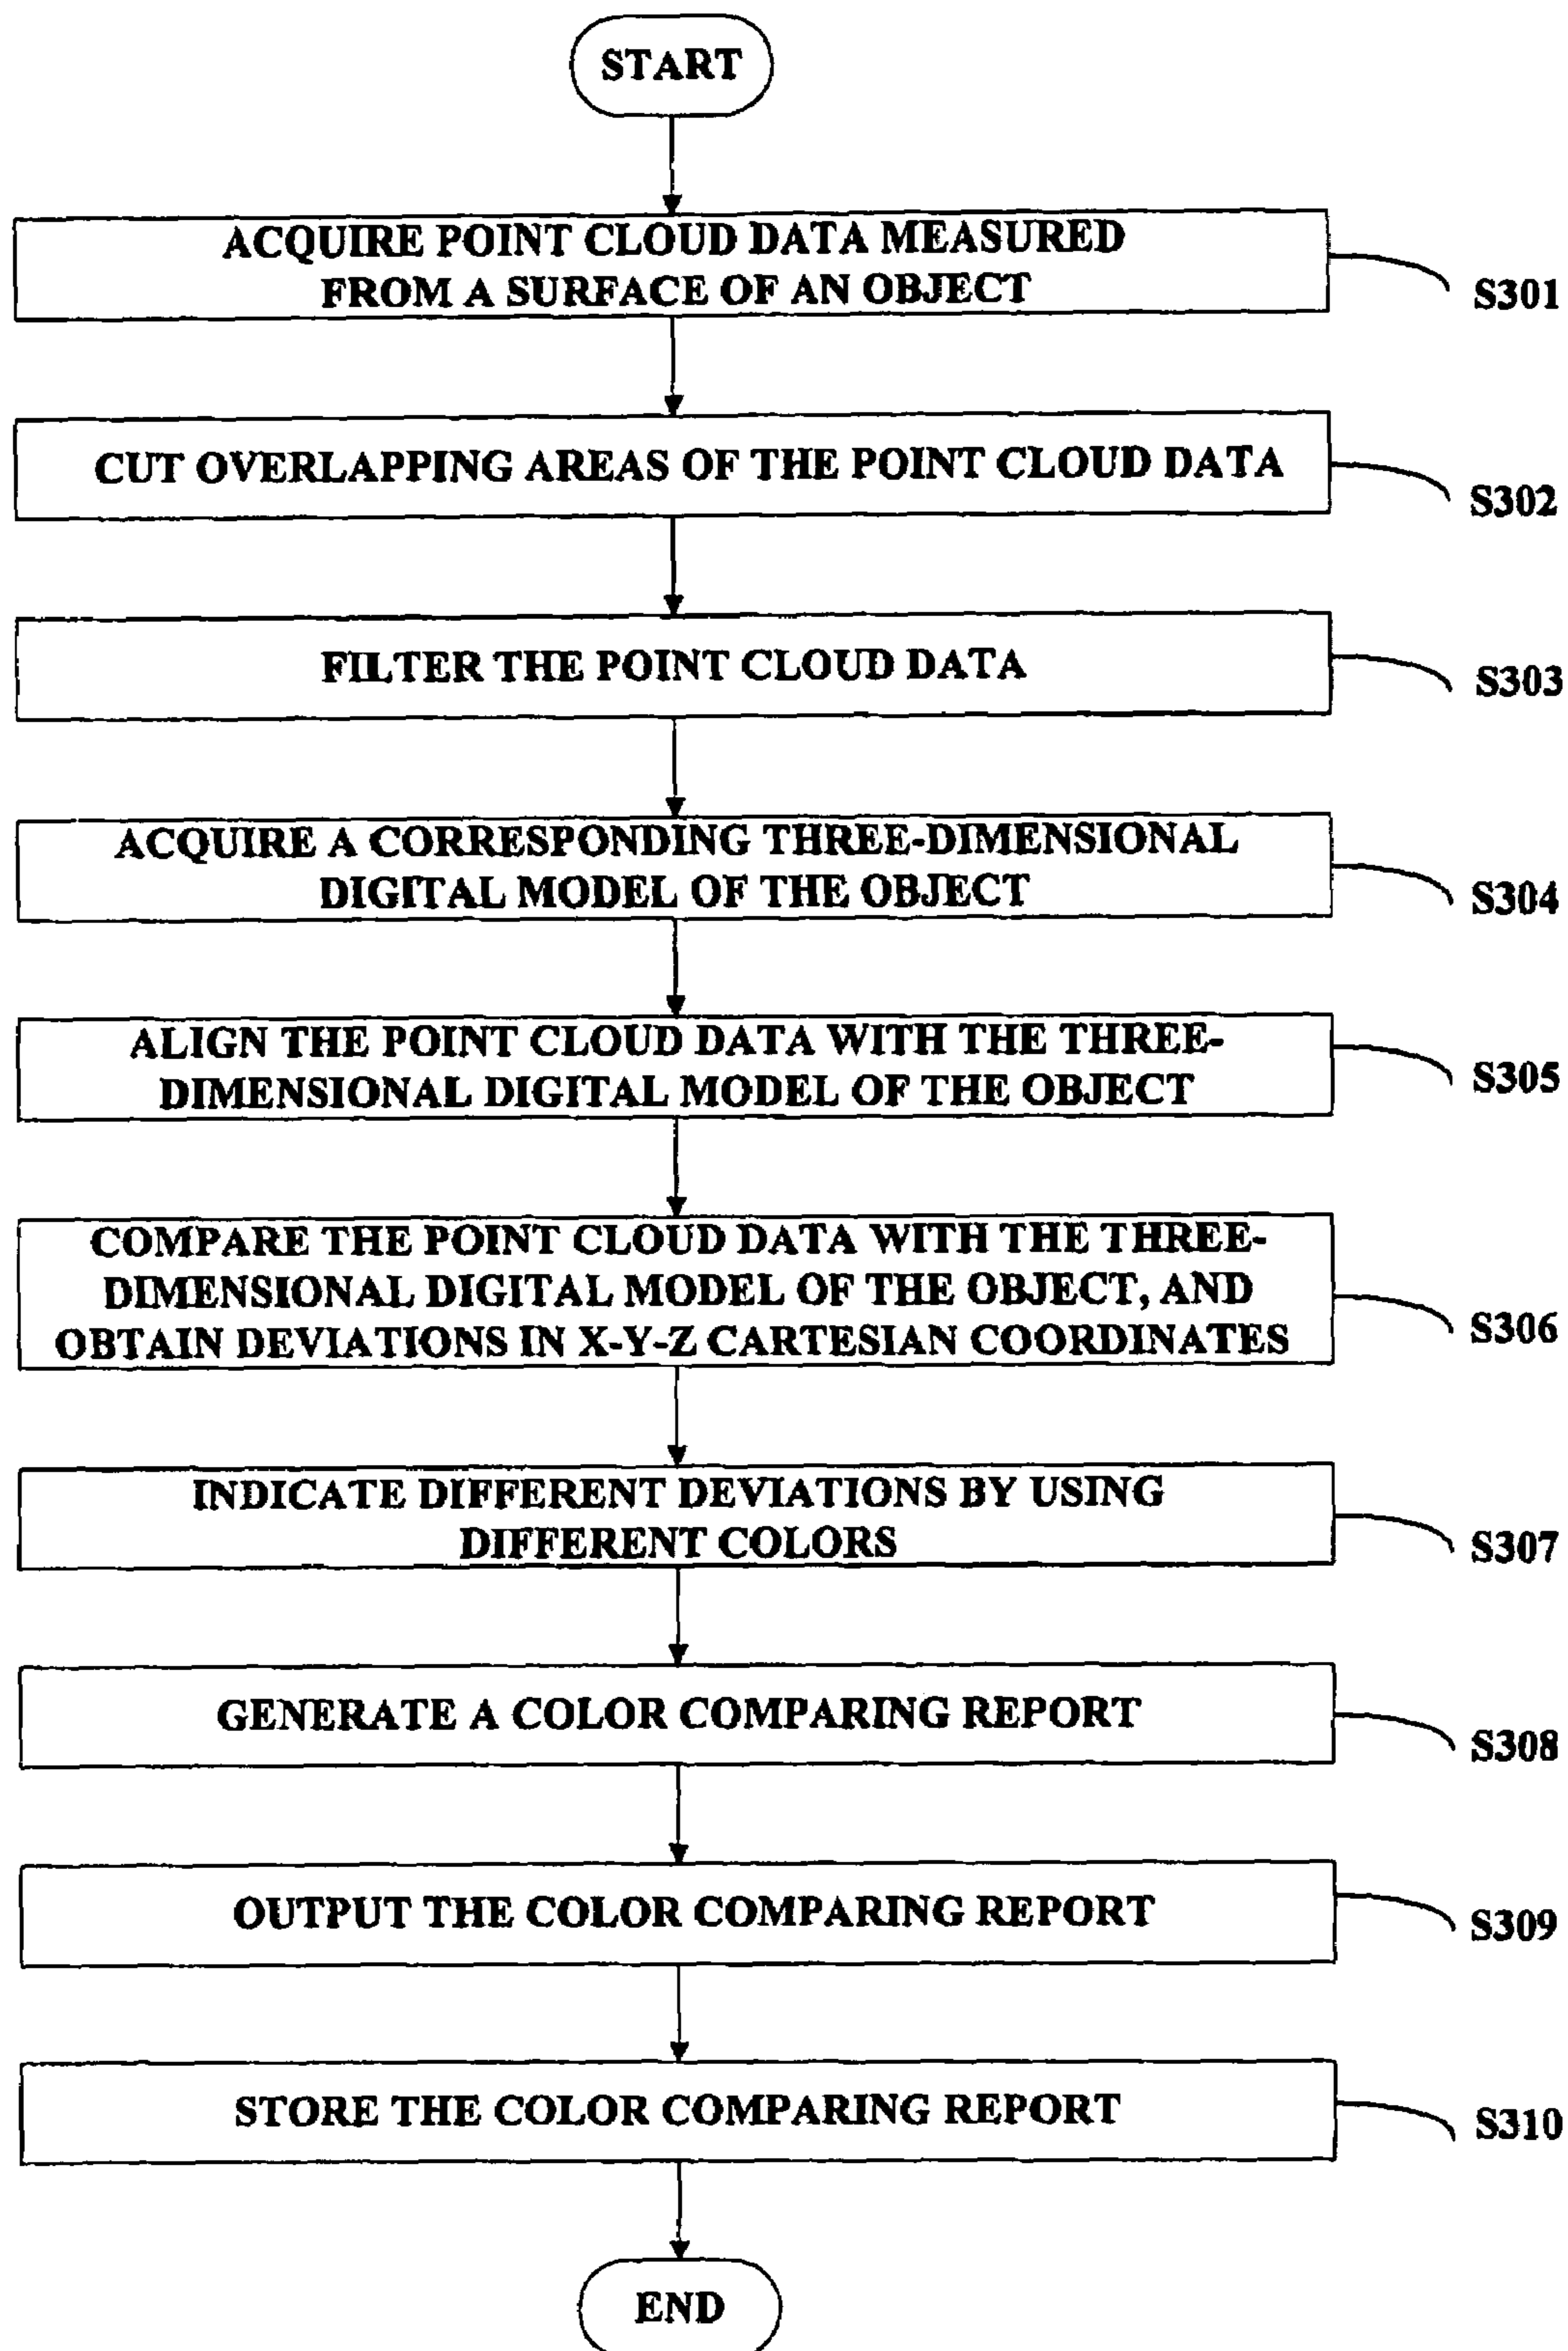 START
ACQUIRE POINT CLOUD DATA MEASURED
FROM A SURFACE OF AN OBJECT
S301
CUT OVERLAPPING AREAS OF THE POINT CLOUD DATA
S302
FILTER THE POINT CLOUD DATA
S303
ACQUIRE A CORRESPONDING THREE-DIMENSIONAL
DIGITAL MODEL OF THE OBJECT
S304
ALIGN THE POINT CLOUD DATA WITH THE THREE-
DIMENSIONAL DIGITAL MODEL OF THE OBJECT
S305
COMPARE THE POINT CLOUD DATA WITH THE THREE-
DIMENSIONAL DIGITAL MODEL OF THE OBJECT, AND
OBTAIN DEVIATIONS IN X-Y-Z CARTESIAN COORDINATES
S306
INDICATE DIFFERENT DEVIATIONS BY USING
DIFFERENT COLORS
S307
GENERATE A COLOR COMPARING REPORT
S308
OUTPUT THE COLOR COMPARING REPORT
S309
STORE THE COLOR COMPARING REPORT
S310
END